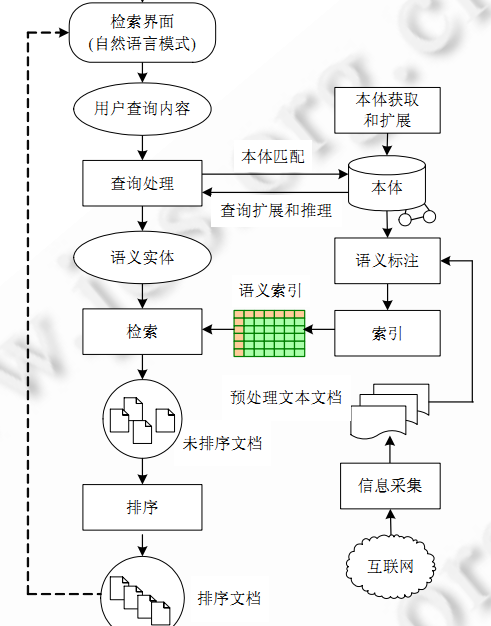 检索界面
(自然语言模式)
用户查询内容
本体获取
和扩展
本体匹配
查询处理
本体
查询扩展和推理
语义实体
语义标注
语义索引
检索
索引
预处理文本文档
未排序文档
信息采集
排序
互联网
排序文档